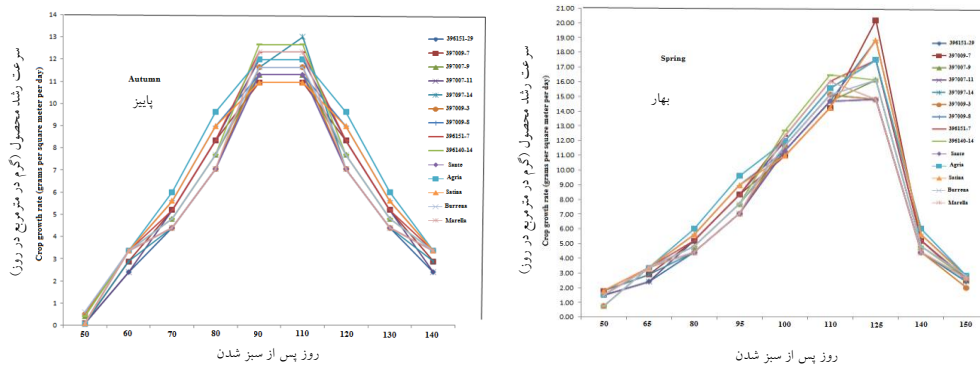 سرعت رشد محصول (گرم در متر مربع در روز)
Crop growth rate (grams per square meter per day)
14
13
12
11
10
9
8
7
6
5
4
3
2
1
0
Autumn
پاییز
396151-29
397009-7
397007-9
397007-11
397097-14
397009-3
397009-8
396151-7
396140-14
Sante
Agria
Satina
Burrens
Morella
50 60 70 80 90 110 120 130 140
روز پس از سبز شدن
سرعت رشد محصول (گرم در متر مربع در روز)
Crop growth rate (grams per square meter per day)
21.00
20.00
19.00
18.00
17.00
16.00
15.00
14.00
13.00
12.00
11.00
10.00
9.00
8.00
7.00
6.00
5.00
4.00
3.00
2.00
1.00
0.00
Spring
بهار
396151-29
397009-7
397007-9
397007-11
397097-14
397009-3
397009-8
396151-7
396140-14
Sante
Agria
Satina
Burrens
Morella
50 65 80 95 100 110 125 140 150
روز پس از سبز شدن